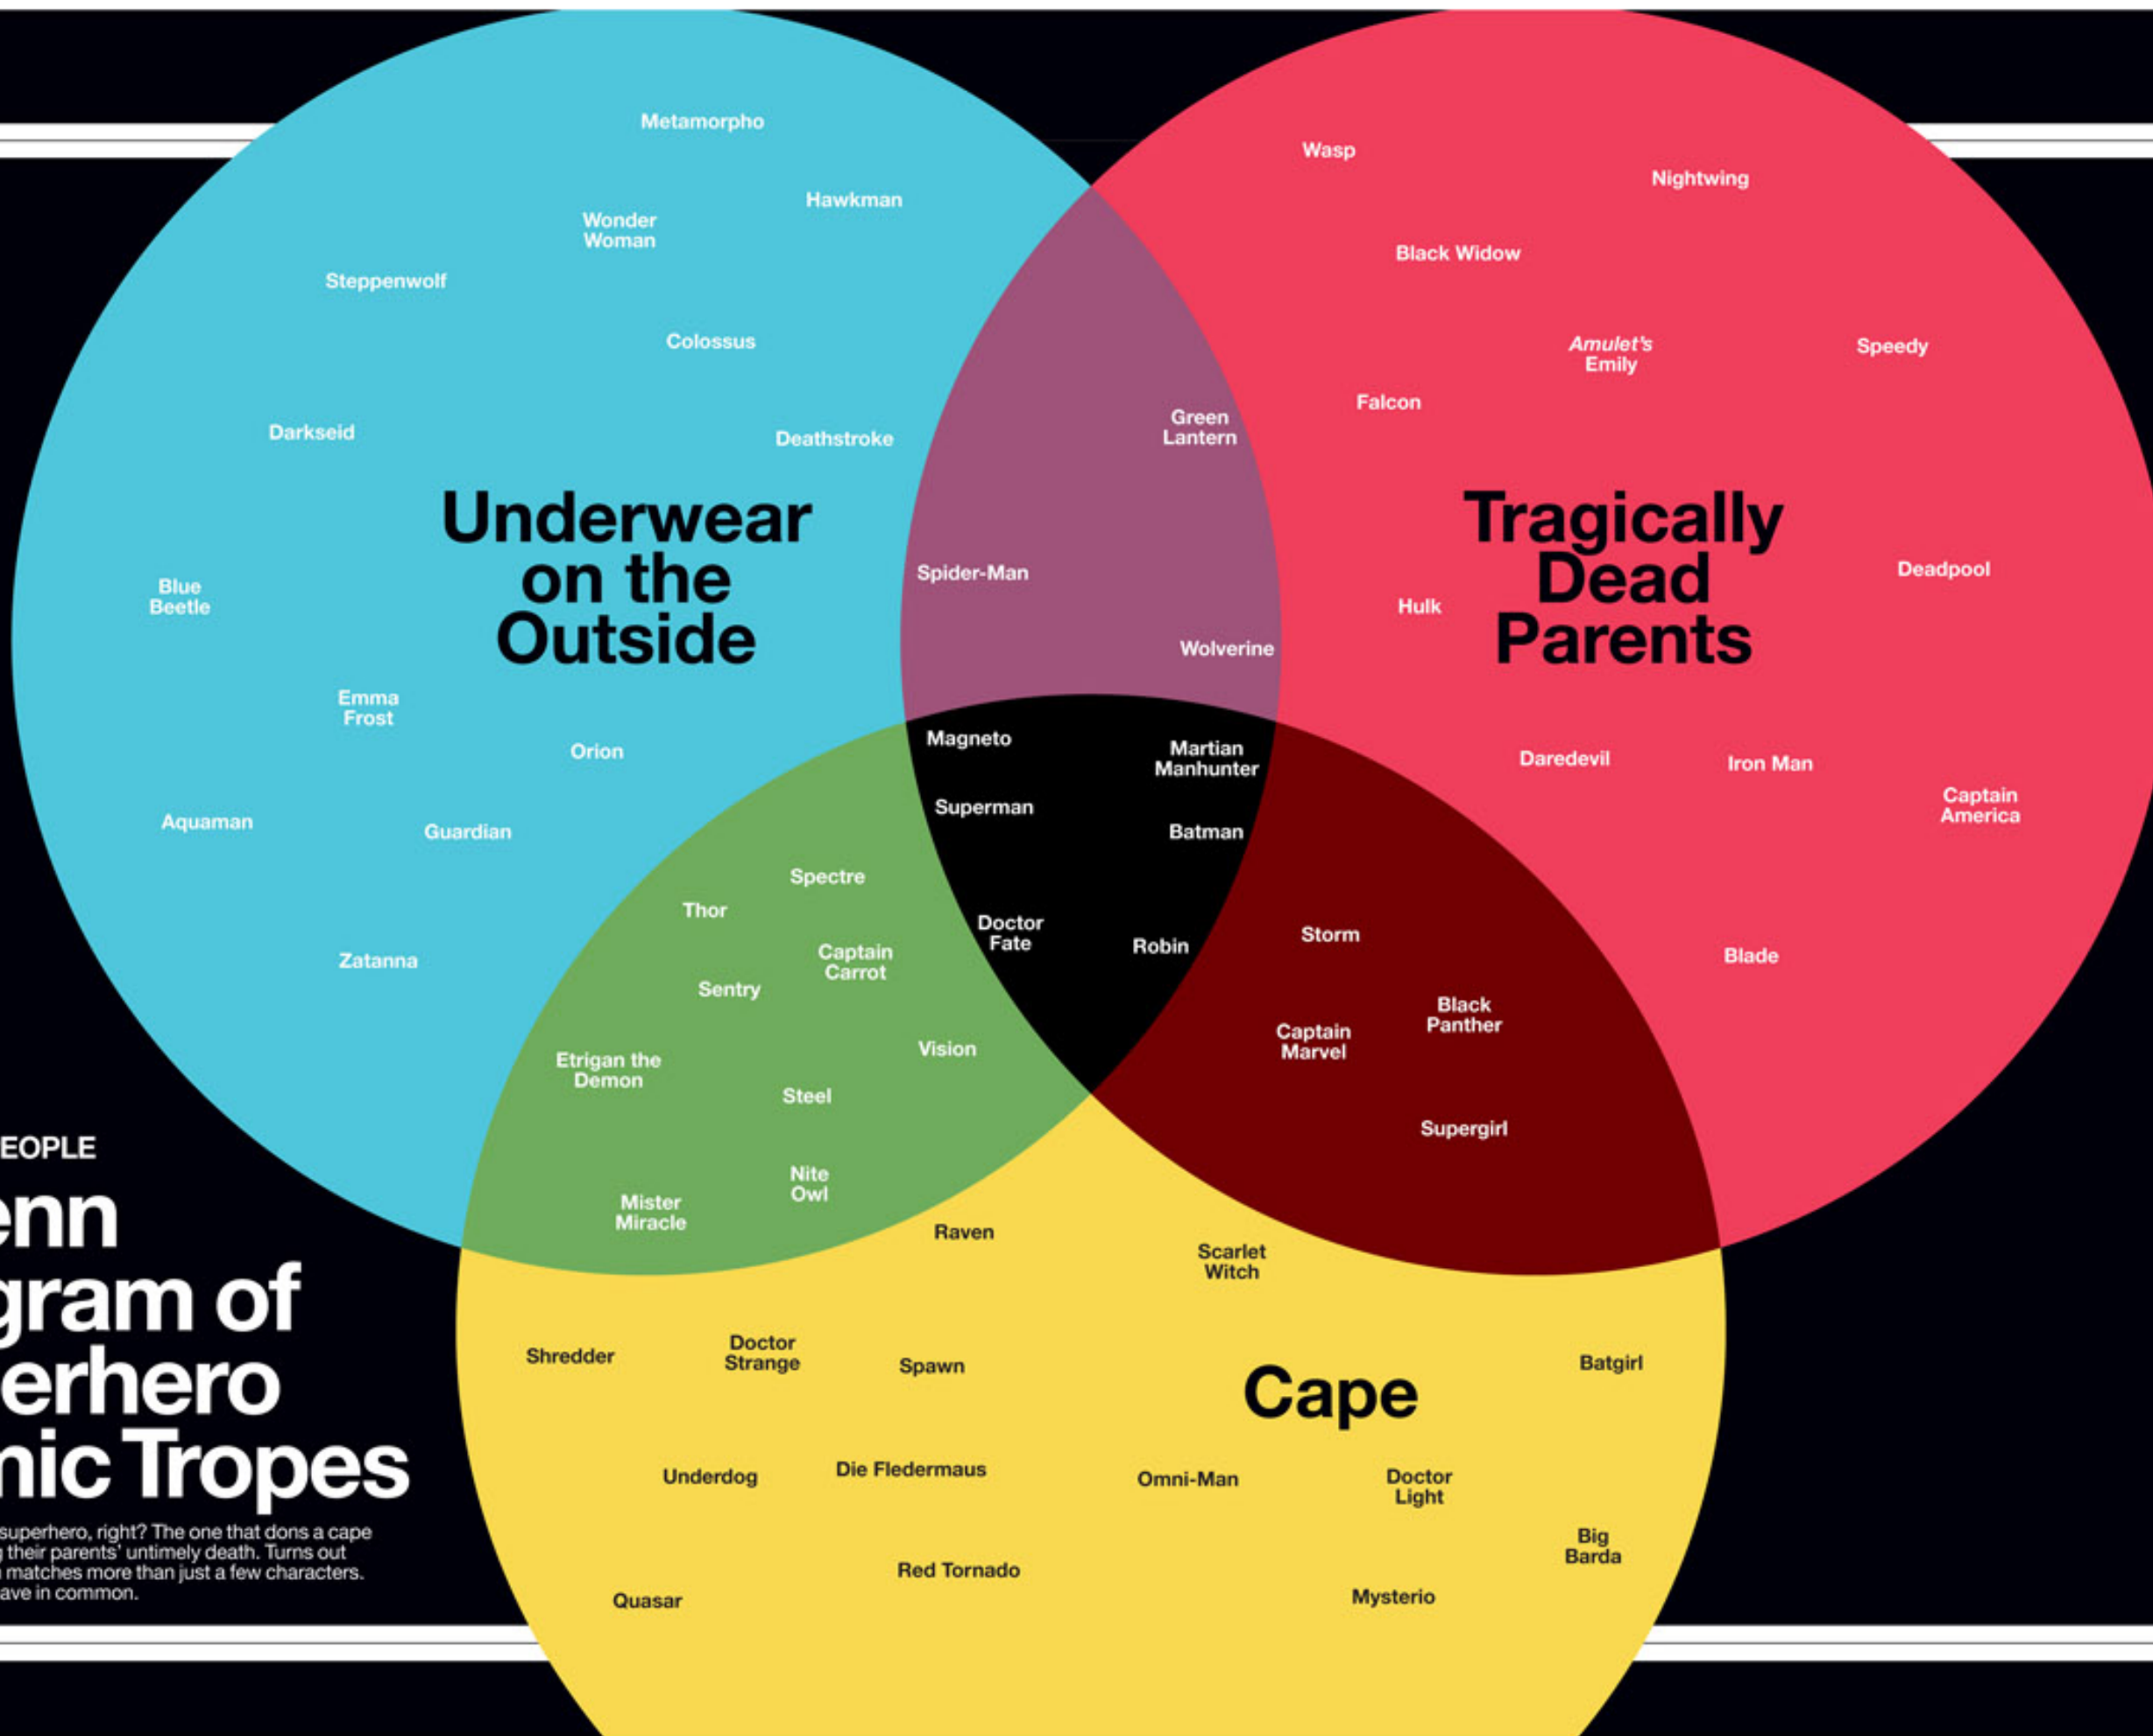 Metamorpho
Hawkman
Wonder
Woman
Steppenwolf
Colossus
Darkseid
Deathstroke
Underwear
on the
Outside
Blue
Beetle
Emma
Frost
Orion
Aquaman
Guardian
Zatanna
Wasp
Nightwing
Black Widow
Amulet's
Emily
Speedy
Falcon
Tragically
Dead
Parents
Deadpool
Hulk
Daredevil
Iron Man
Captain
America
Blade
Green
Lantern
Spider-Man
Wolverine
Magneto
Martian
Manhunter
Superman
Batman
Doctor
Fate
Robin
Spectre
Thor
Captain
Carrot
Sentry
Vision
Etrigan the
Demon
Steel
Nite
Owl
Mister
Miracle
Storm
Black
Panther
Captain
Marvel
Supergirl
Raven
Scarlet
Witch
Shredder
Doctor
Strange
Spawn
Cape
Batgirl
Underdog
Die Fledermaus
Omni-Man
Doctor
Light
Big
Barda
Red Tornado
Mysterio
Quasar
EOPLE
enn
gram of
erhero
nic Tropes
superhero, right? The one that dons a cape
g their parents' untimely death. Turns out
matches more than just a few characters.
ave in common.